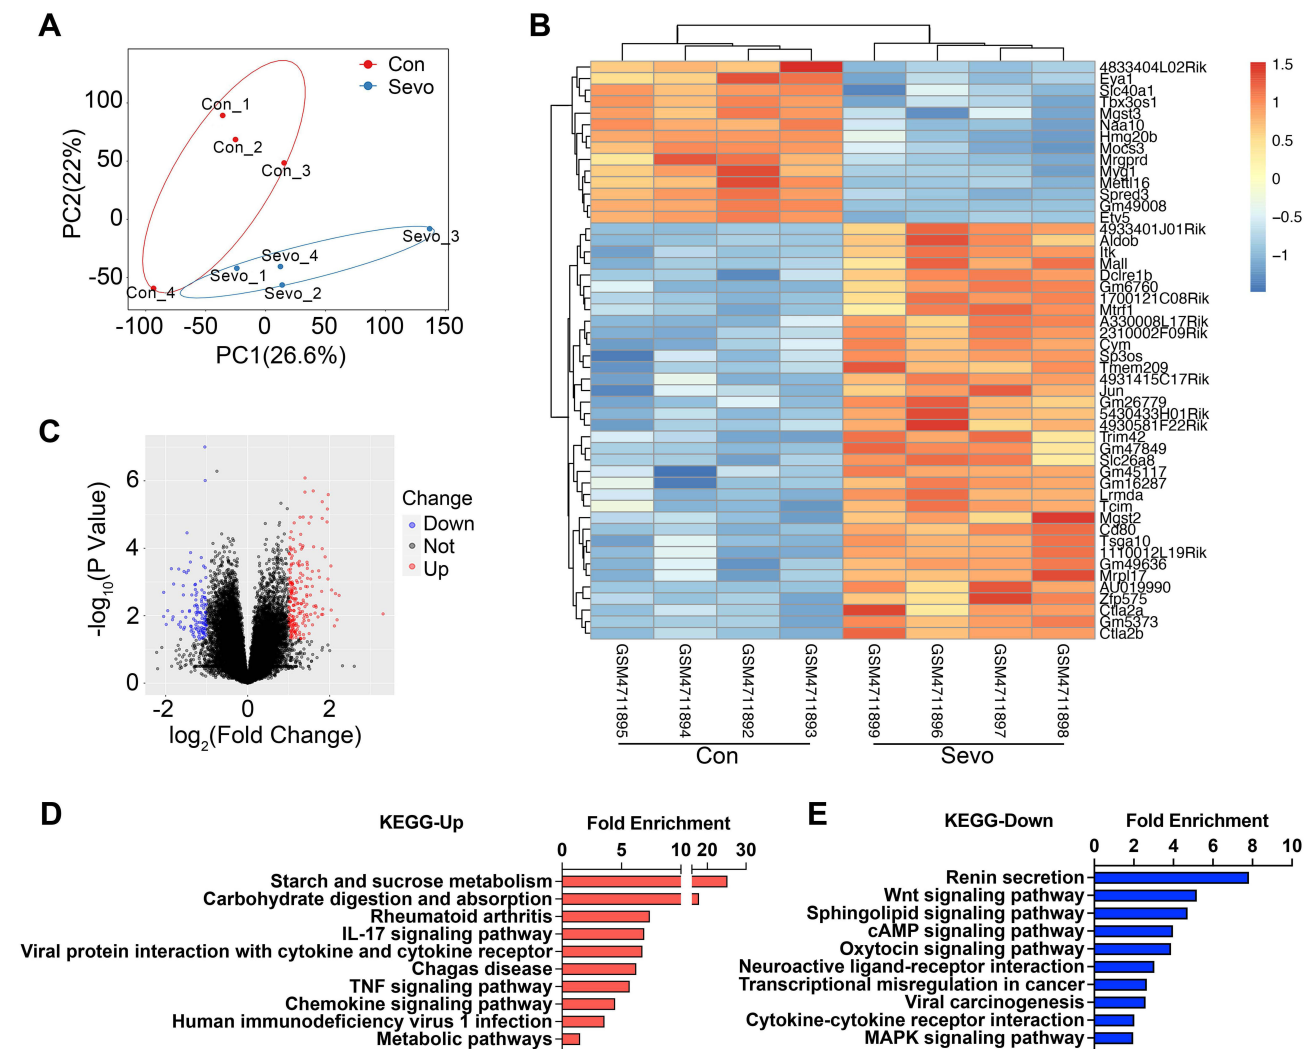 A
Con
Sevo
Con_1
Con_2
Con_3
Con_4
Sevo_1
Sevo_2
Sevo_3
Sevo_4
100
50
0
-50
-100
-50
0
50
100
150
PC2(22%)
PC1(26.6%)
B
4833404L02Rik
Eya1
Slc40a1
Tbx3os1
Mgst3
Naa10
Hmg20b
Mocs3
Mrgprd
Myg1
Mettl16
Spred3
Gm49008
Etv5
4933401J01Rik
Aldob
Itk
Mall
Dclre1b
Gm6760
1700121C08Rik
Mtrf1
A330008L17Rik
2310002F09Rik
Cym
Sp3os
Tmem209
4931415C17Rik
Jun
Gm26779
5430433H01Rik
4930581F22Rik
Trim42
Gm47849
Slc26a8
Gm45117
Gm16287
Lrmda
Tcim
Mgst2
Cd80
Tsga10
1110012L19Rik
Gm49636
Mrpl17
AU019990
Zfp575
Ctla2a
Gm5373
Ctla2b
1.5
1
0.5
0
−0.5
−1
GSM4711895
GSM4711894
GSM4711892
GSM4711893
GSM4711899
GSM4711896
GSM4711897
GSM4711898
Con
Sevo
C
6
4
2
0
-2
0
2
-log10(P Value)
log2(Fold Change)
Change
Down
Not
Up
D
KEGG-Up
Fold Enrichment
0 5 10 20 30
Starch and sucrose metabolism
Carbohydrate digestion and absorption
Rheumatoid arthritis
IL-17 signaling pathway
Viral protein interaction with cytokine and cytokine receptor
Chagas disease
TNF signaling pathway
Chemokine signaling pathway
Human immunodeficiency virus 1 infection
Metabolic pathways
E
KEGG-Down
Fold Enrichment
0 2 4 6 8 10
Renin secretion
Wnt signaling pathway
Sphingolipid signaling pathway
cAMP signaling pathway
Oxytocin signaling pathway
Neuroactive ligand-receptor interaction
Transcriptional misregulation in cancer
Viral carcinogenesis
Cytokine-cytokine receptor interaction
MAPK signaling pathway